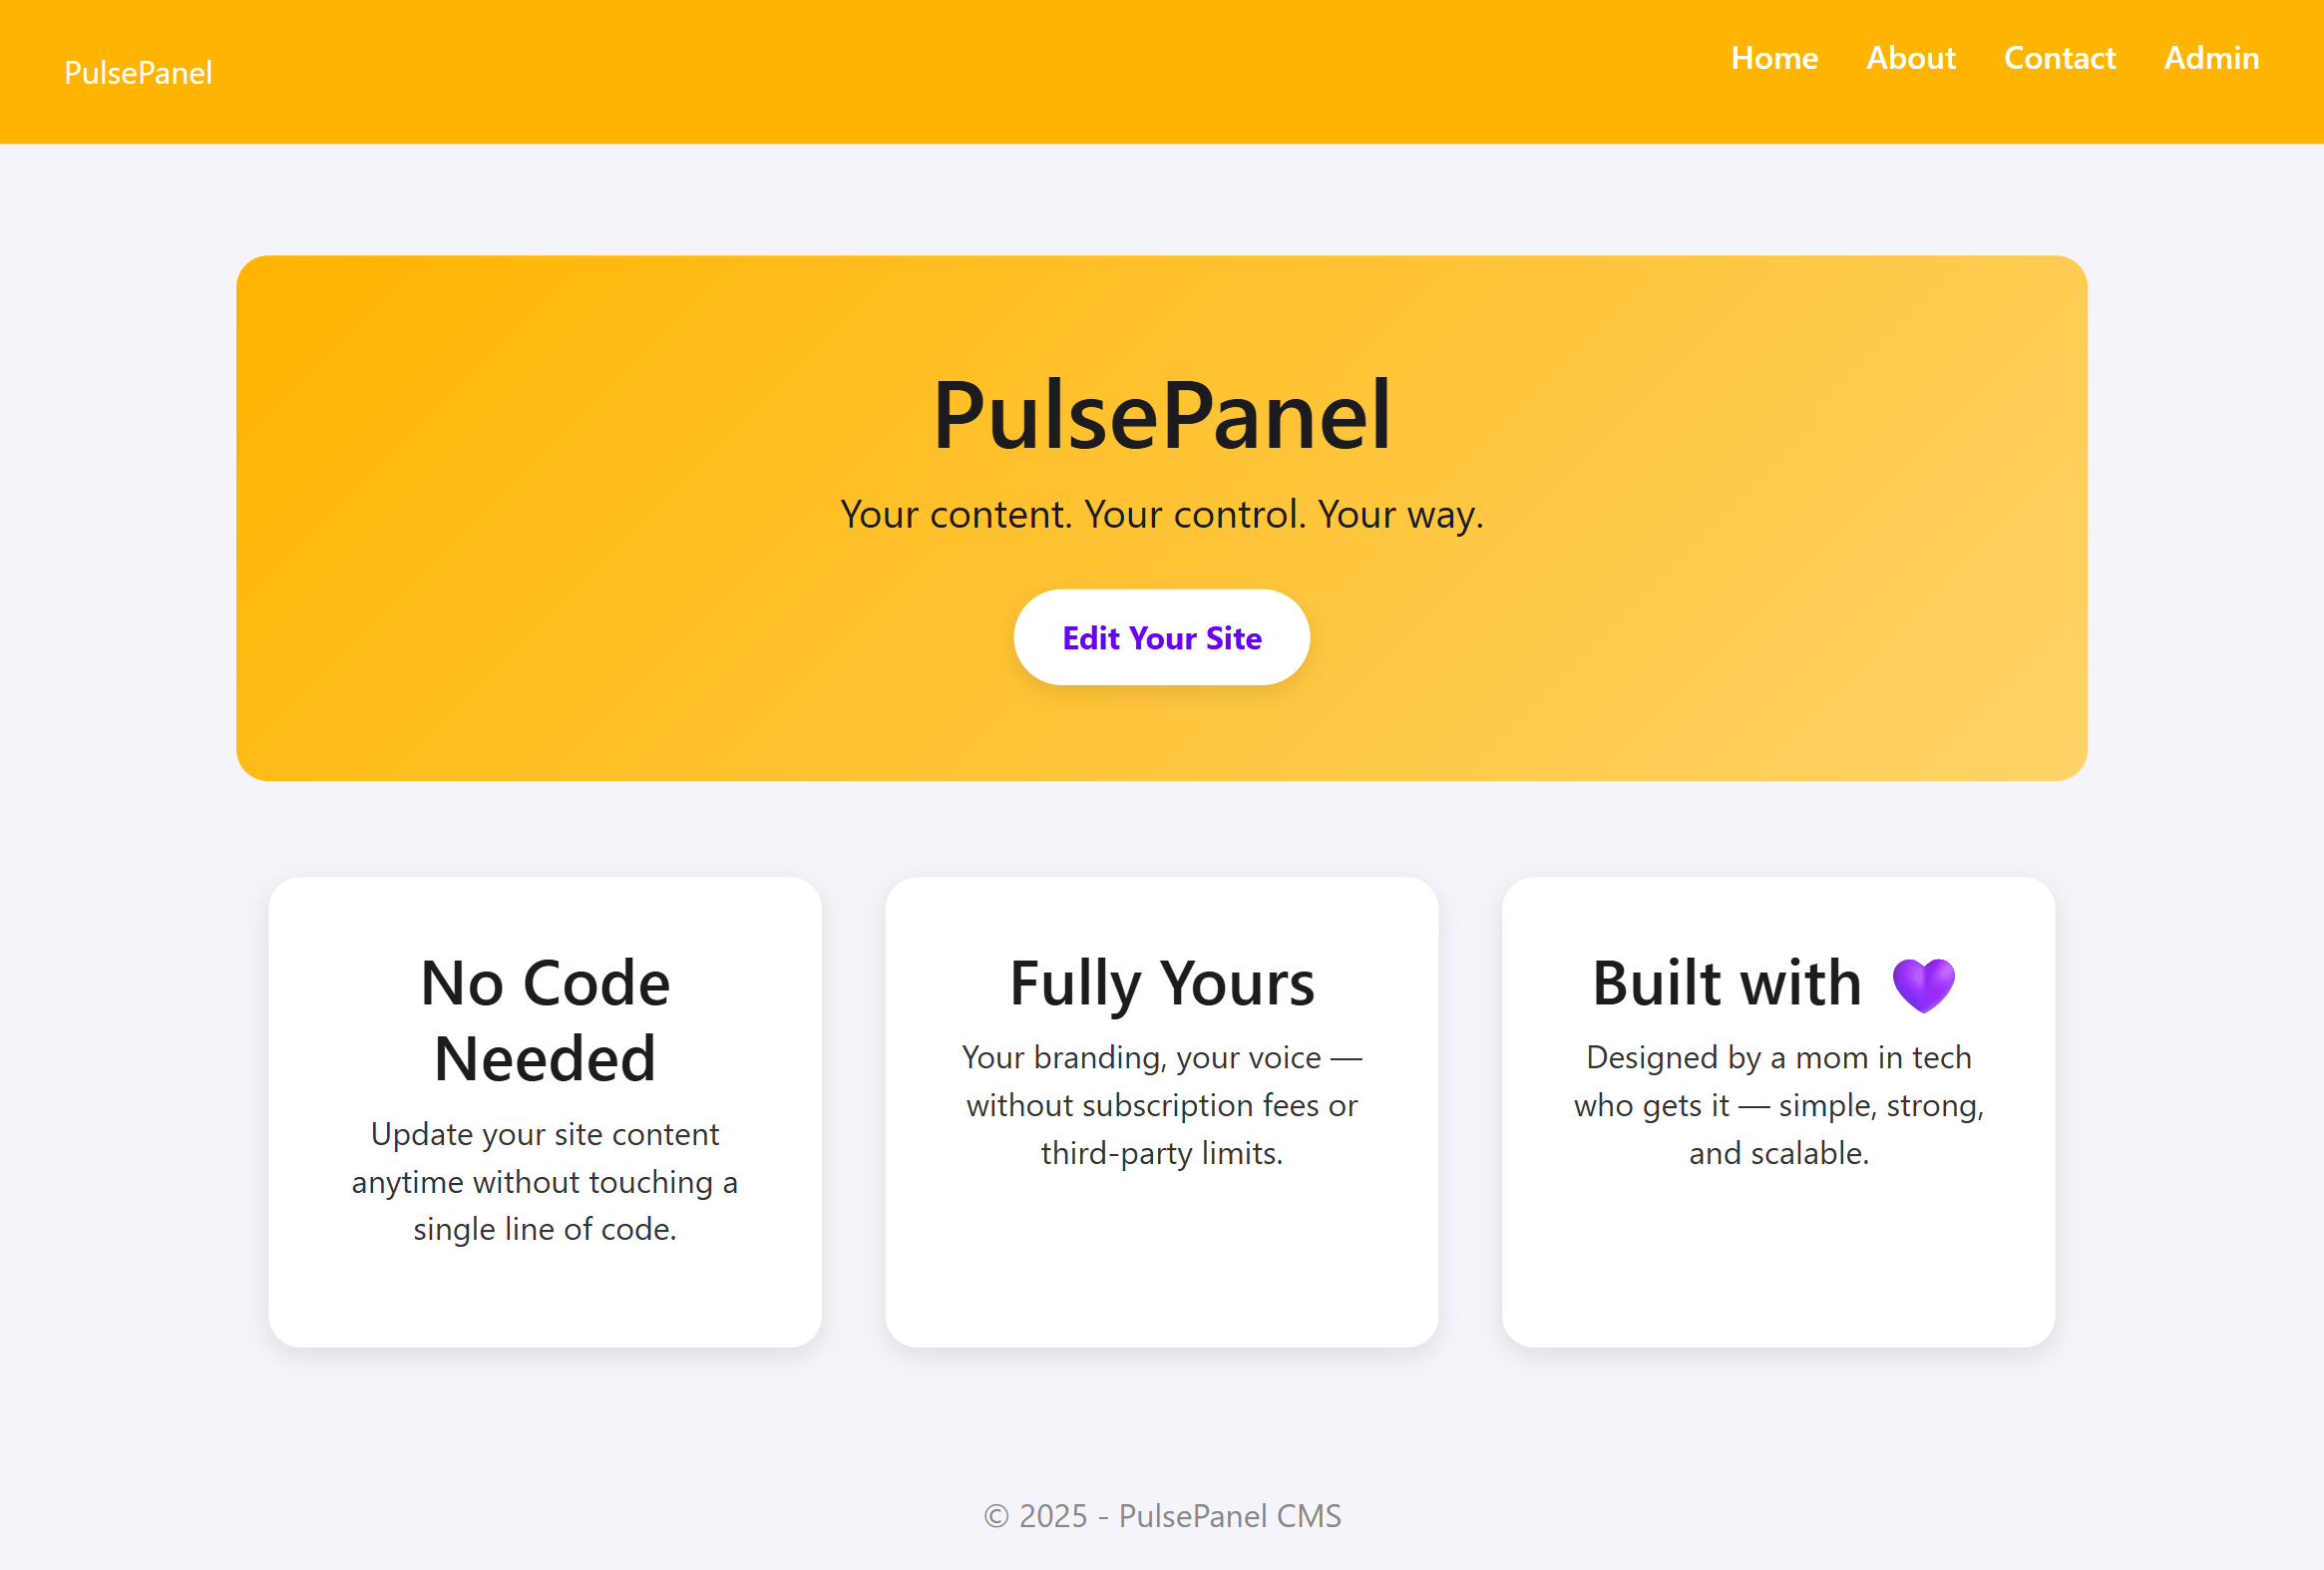 PulsePanel
Home About Contact Admin
PulsePanel
Your content. Your control. Your way.
Edit Your Site
No Code
Needed
Update your site content
anytime without touching a
single line of code.
Fully Yours
Your branding, your voice —
without subscription fees or
third-party limits.
Built with 💜
Designed by a mom in tech
who gets it — simple, strong,
and scalable.
© 2025 - PulsePanel CMS